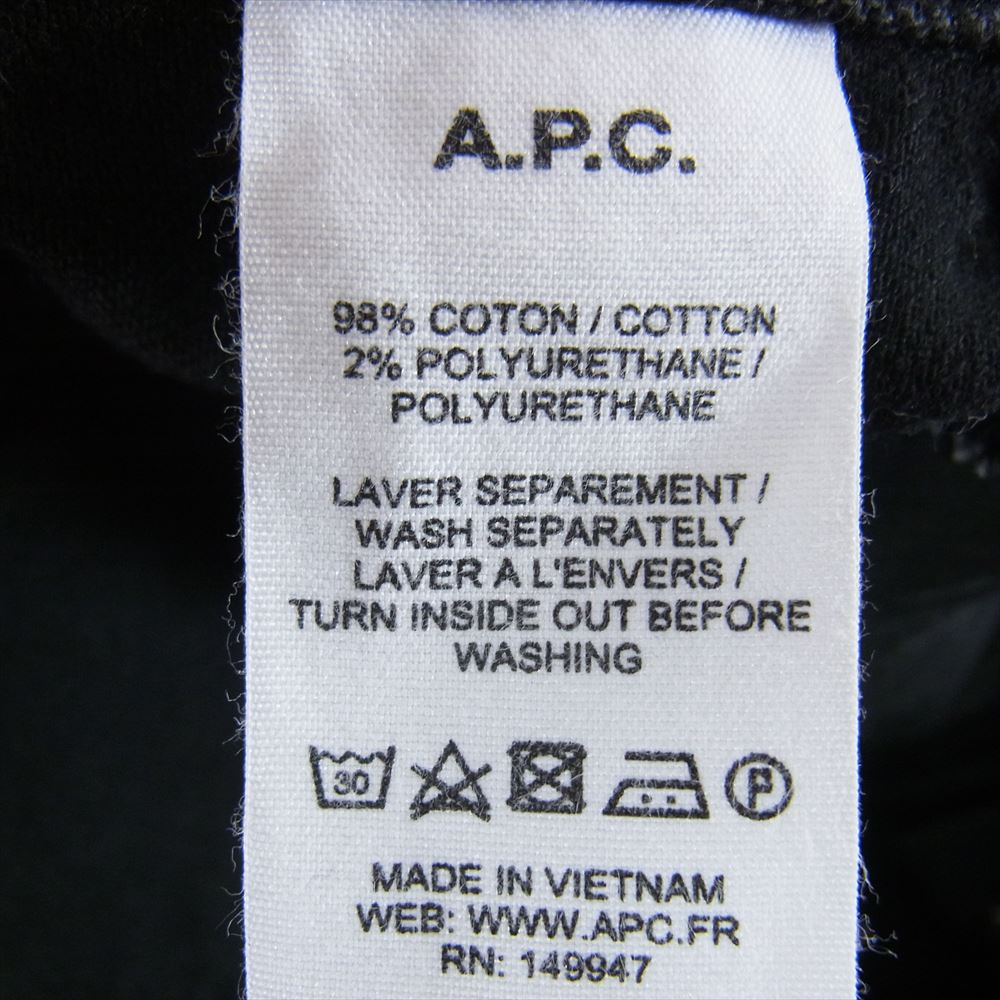 A.P.C.
98% COTON / COTTON
2% POLYURETHANE /
POLYURETHANE
LAVER SEPAREMENT /
WASH SEPARATELY
LAVER A L'ENVERS /
TURN INSIDE OUT BEFORE
WASHING
30 P
MADE IN VIETNAM
WEB: WWW.APC.FR
RN: 149947